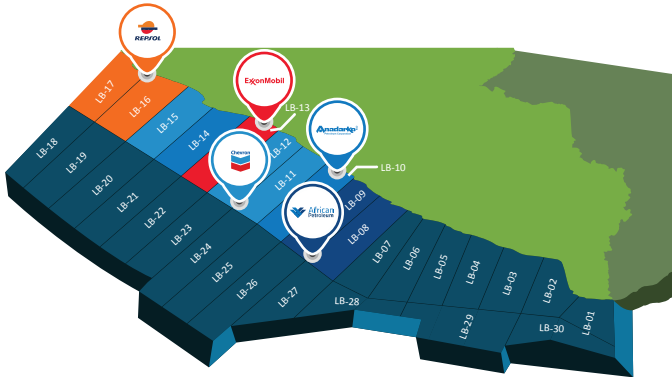 REPSOL
ExxonMobil
LB-17
LB-16
LB-13
LB-15
LB-14
LB-12
Anadarko
Chevron
LB-18
LB-19
LB-11
LB-10
LB-20
LB-09
African
Petroleum
LB-21
LB-22
LB-08
LB-23
LB-07
LB-06
LB-24
LB-05
LB-04
LB-25
LB-03
LB-26
LB-02
LB-27
LB-28
LB-01
LB-29
LB-30